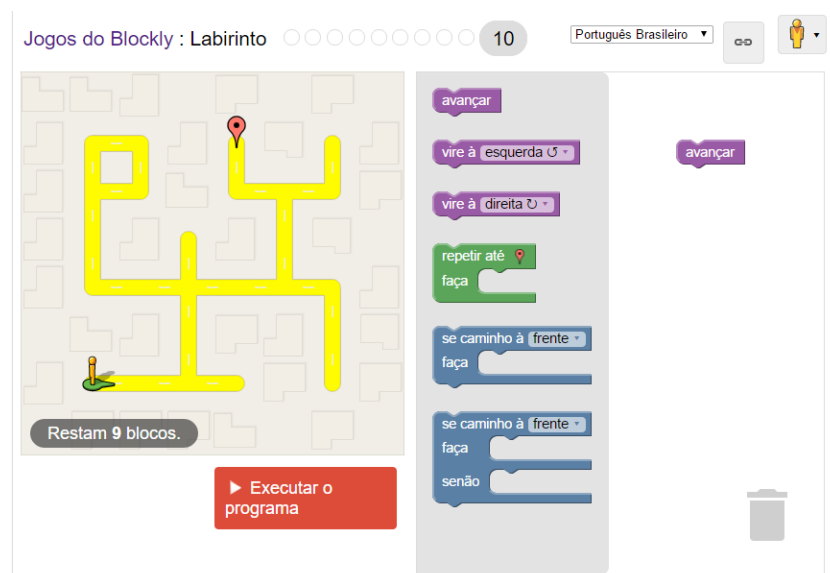 Jogos do Blockly : Labirinto 10 Português Brasileiro
avançar
vire à esquerda ↺
vire à direita ↻
repetir até
faça
se caminho à frente
faça
se caminho à frente
faça
senão
avançar
Restam 9 blocos.
Executar o
programa